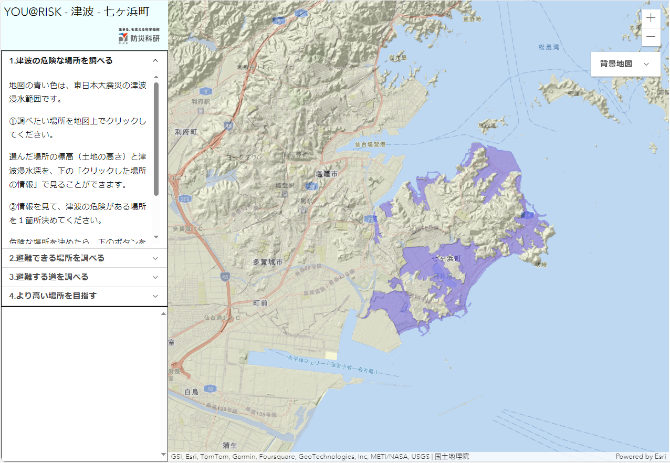 YOU@RISK - 津波 - 七ヶ浜町
防災科研
1.津波の危険な場所を調べる
地図の青い色は、東日本大震災の津波
浸水範囲です。
①調べたい場所を地図上でクリックし
てください。
選んだ場所の標高（土地の高さ）と津
波浸水深を、下の「クリックした場所
の情報」で見ることができます。
②情報を見て、津波の危険がある場所
を１箇所決めてください。
危険な場所を決めたら、下のボタンを
2.避難できる場所を調べる
3.避難する道を調べる
4.より高い場所を目指す
背景地図
松島湾
利府町
塩竈市
多賀城市
七ヶ浜町
町前
白鳥
蒲生
GSI, Esri, TomTom, Garmin, Foursquare, GeoTechnologies, Inc, METI/NASA, USGS | 国土地理院
Powered by Esri